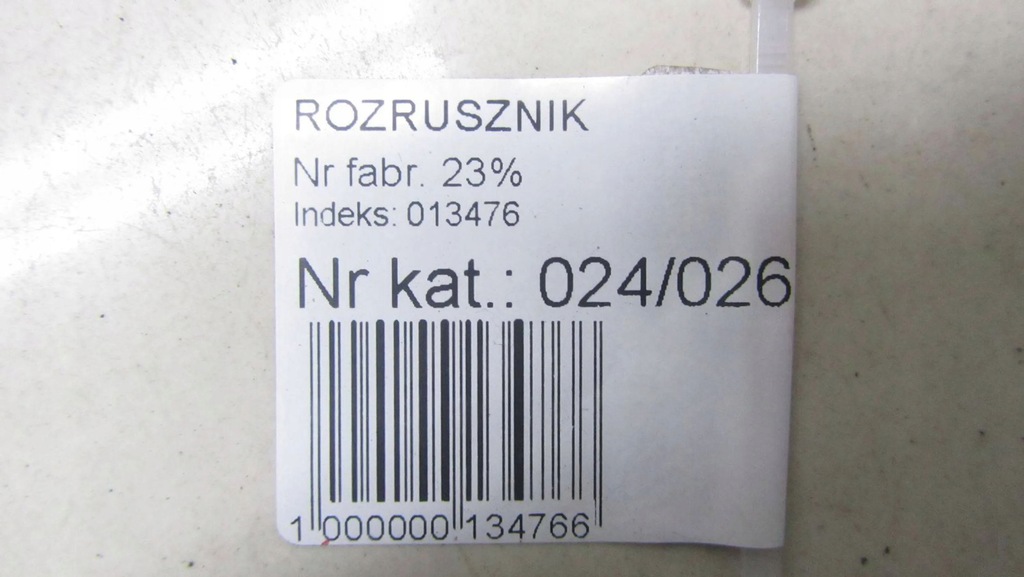 ROZRUSZNIK
Nr fabr. 23%
Indeks: 013476
Nr kat.: 024/026
1 000000 134766